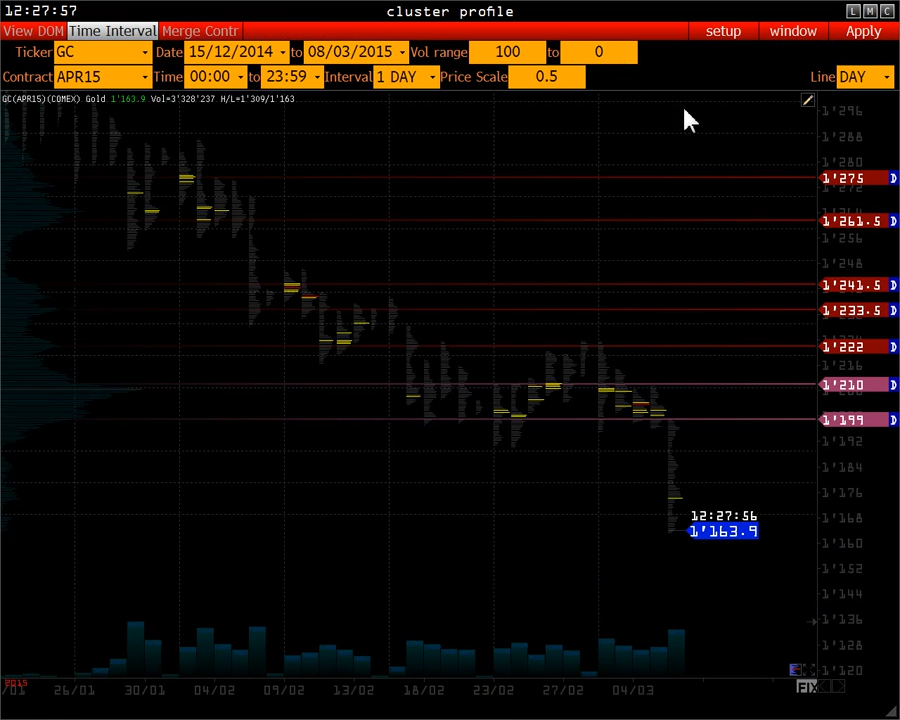 12:27:57 cluster profile L M C
View DOM Time Interval Merge Contr setup window Apply
Ticker GC Date 15/12/2014 to 08/03/2015 Vol range 100 to 0
Contract APR15 Time 00:00 to 23:59 Interval 1 DAY Price Scale 0.5 Line DAY
GC(APR15)(COMEX) Gold 1'163.9 Vol=3'328'237 H/L=1'309/1'163
1'296
1'288
1'280
1'275 D
1'272
1'261.5 D
1'256
1'248
1'241.5 D
1'233.5 D
1'222 D
1'216
1'210 D
1'199 D
1'192
1'184
1'176
12:27:56
1'168
1'163.9
1'160
1'152
1'144
1'136
1'128
1'120
2015
/01 26/01 30/01 04/02 09/02 13/02 18/02 23/02 27/02 04/03 FIX